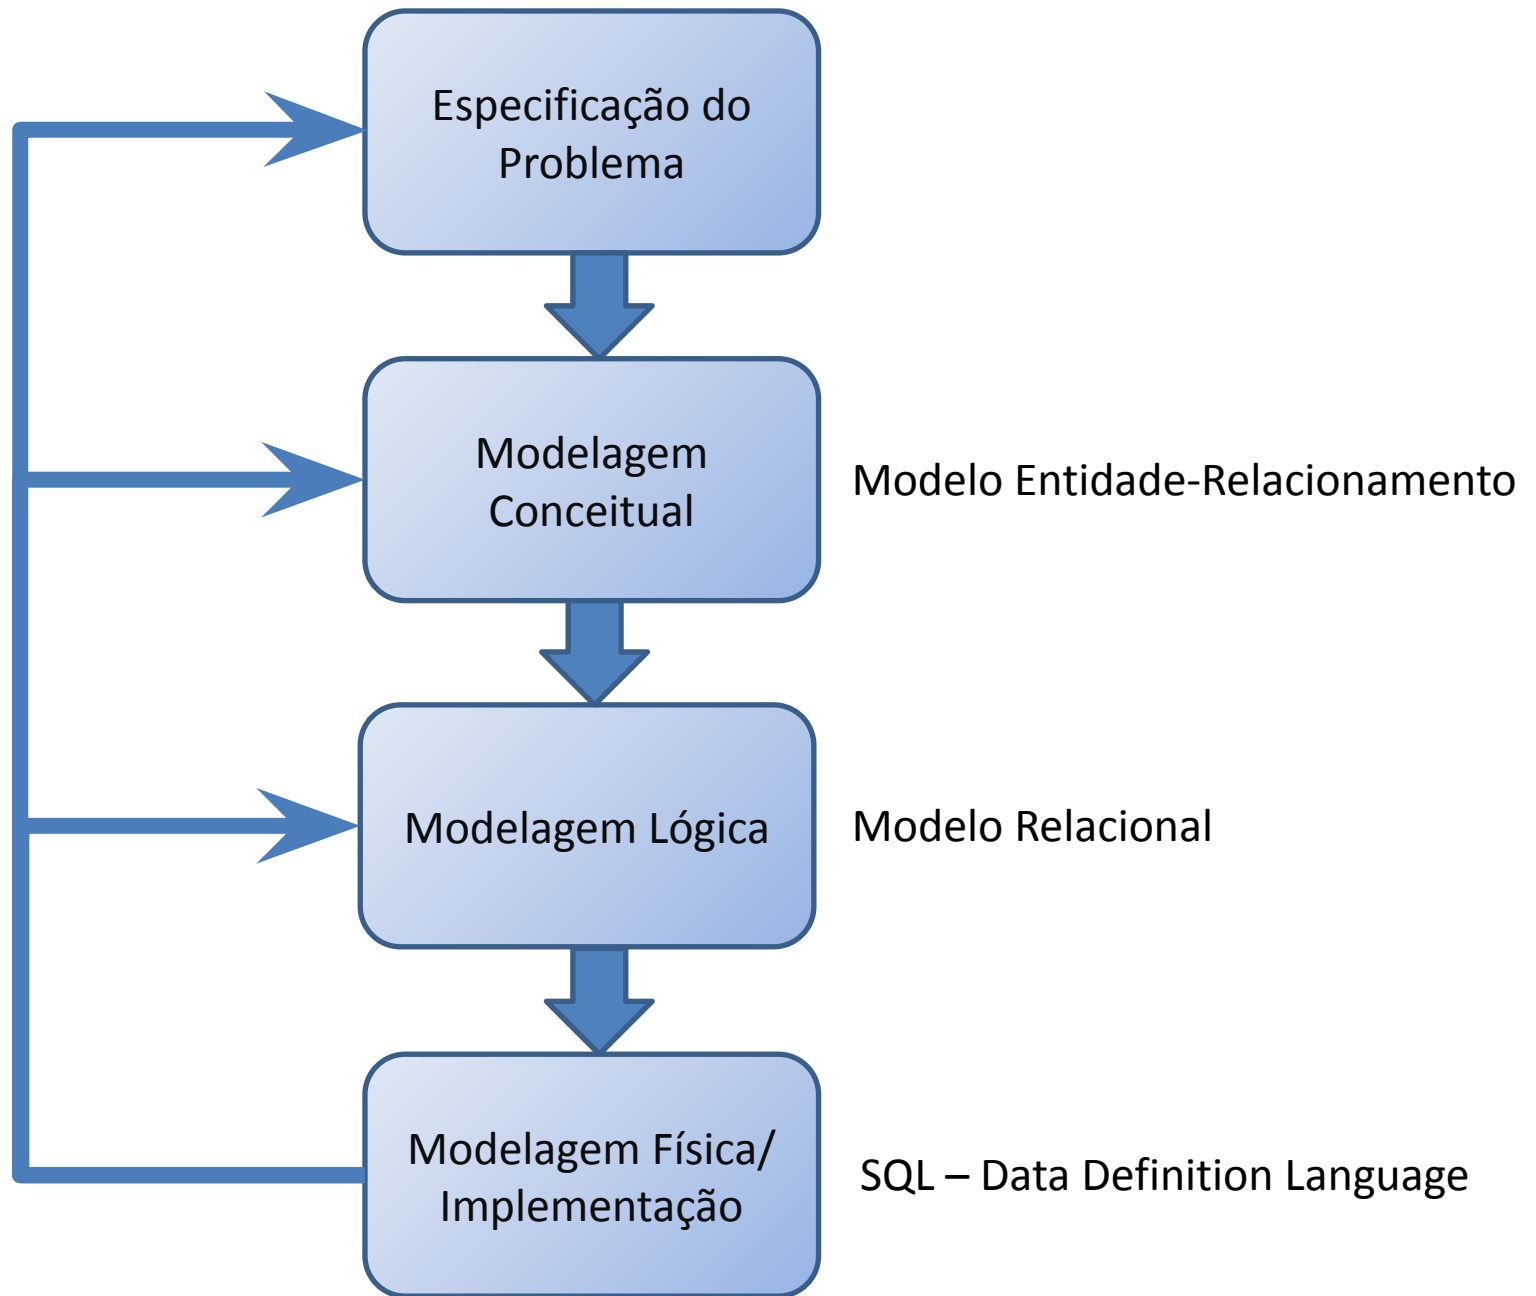 Especificação do
Problema
Modelagem
Conceitual
Modelo Entidade-Relacionamento
Modelagem Lógica
Modelo Relacional
Modelagem Física/
Implementação
SQL – Data Definition Language